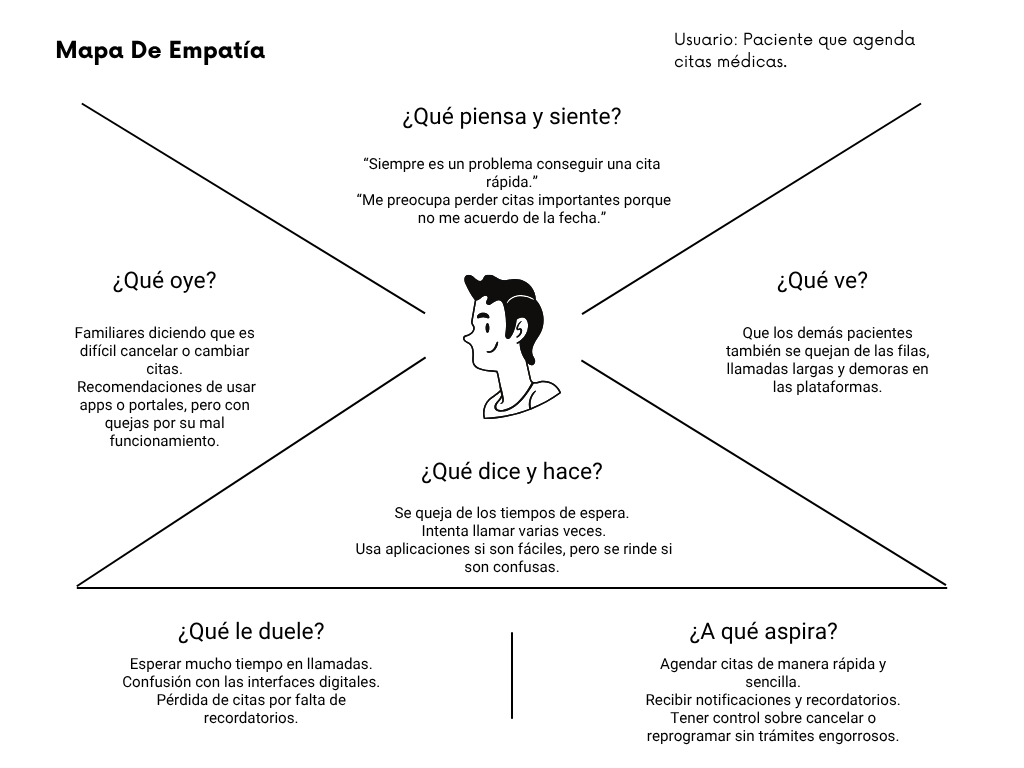 Mapa De Empatía
Usuario: Paciente que agenda
citas médicas.
¿Qué piensa y siente?
“Siempre es un problema conseguir una cita
rápida.”
“Me preocupa perder citas importantes porque
no me acuerdo de la fecha.”
¿Qué oye?
Familiares diciendo que es
difícil cancelar o cambiar
citas.
Recomendaciones de usar
apps o portales, pero con
quejas por su mal
funcionamiento.
¿Qué ve?
Que los demás pacientes
también se quejan de las filas,
llamadas largas y demoras en
las plataformas.
¿Qué dice y hace?
Se queja de los tiempos de espera.
Intenta llamar varias veces.
Usa aplicaciones si son fáciles, pero se rinde si
son confusas.
¿Qué le duele?
Esperar mucho tiempo en llamadas.
Confusión con las interfaces digitales.
Pérdida de citas por falta de
recordatorios.
¿A qué aspira?
Agendar citas de manera rápida y
sencilla.
Recibir notificaciones y recordatorios.
Tener control sobre cancelar o
reprogramar sin trámites engorrosos.